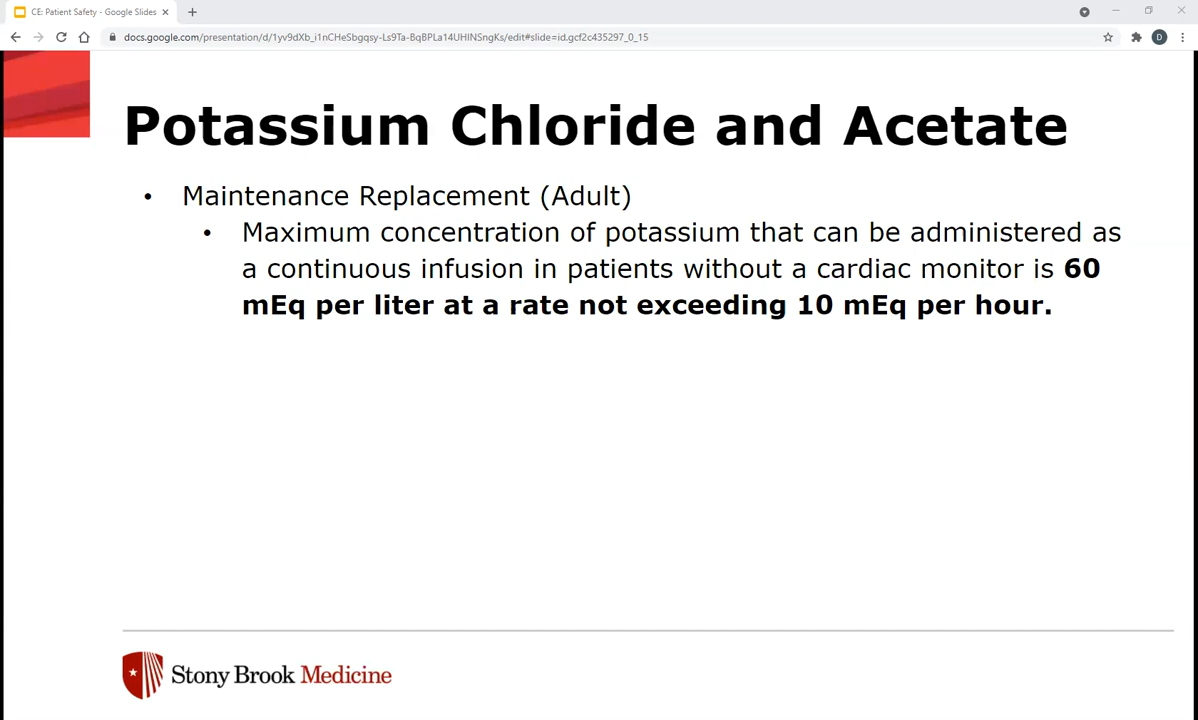 CE: Patient Safety - Google Slides
docs.google.com/presentation/d/1yv9dXb_i1nCHeSbgqsy-Ls9Ta-BqBPLa14UHINSngKs/edit#slide=id.gcf2c435297_0_15
D
Potassium Chloride and Acetate
• Maintenance Replacement (Adult)
• Maximum concentration of potassium that can be administered as
a continuous infusion in patients without a cardiac monitor is 60
mEq per liter at a rate not exceeding 10 mEq per hour.
Stony Brook Medicine